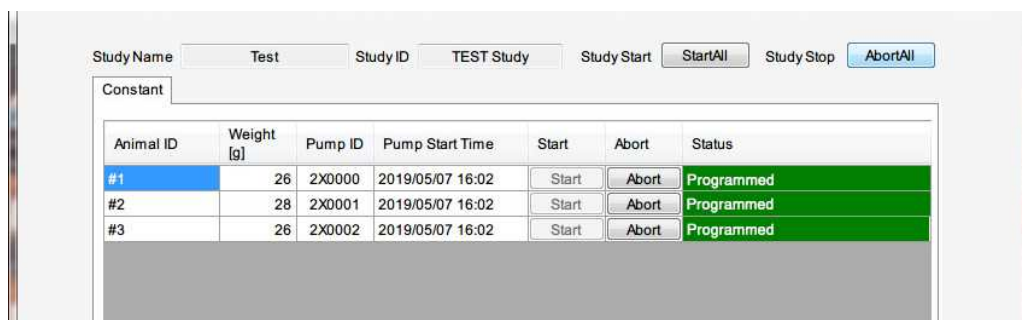 Study Name Test Study ID TEST Study Study Start StartAll Study Stop AbortAll
Constant
Animal ID Weight [g] Pump ID Pump Start Time Start Abort Status
#1 26 2X0000 2019/05/07 16:02 Start Abort Programmed
#2 28 2X0001 2019/05/07 16:02 Start Abort Programmed
#3 26 2X0002 2019/05/07 16:02 Start Abort Programmed